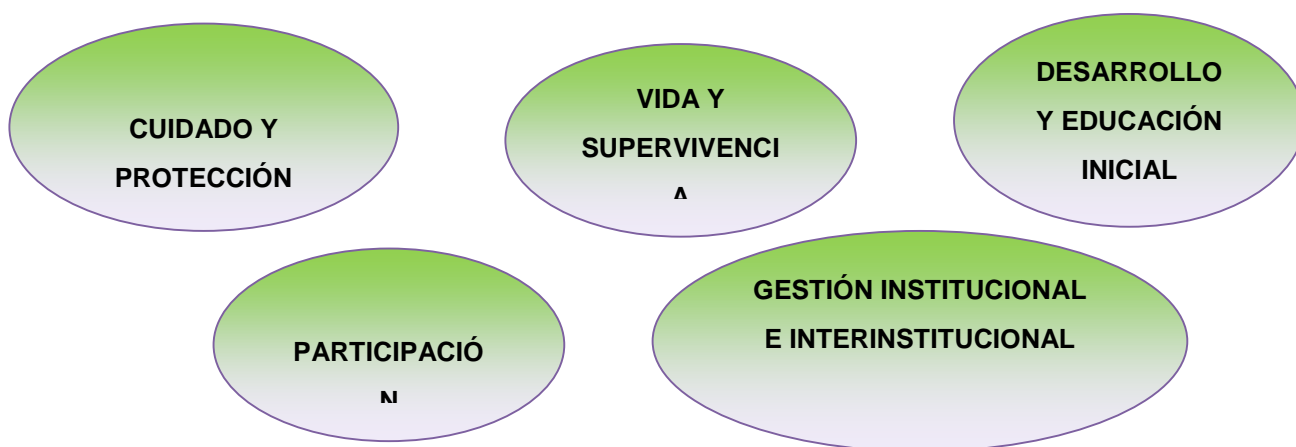 CUIDADO Y
PROTECCIÓN
VIDA Y
SUPERVIVENCI
A
DESARROLLO
Y EDUCACIÓN
INICIAL
PARTICIPACIÓ
N
GESTIÓN INSTITUCIONAL
E INTERINSTITUCIONAL